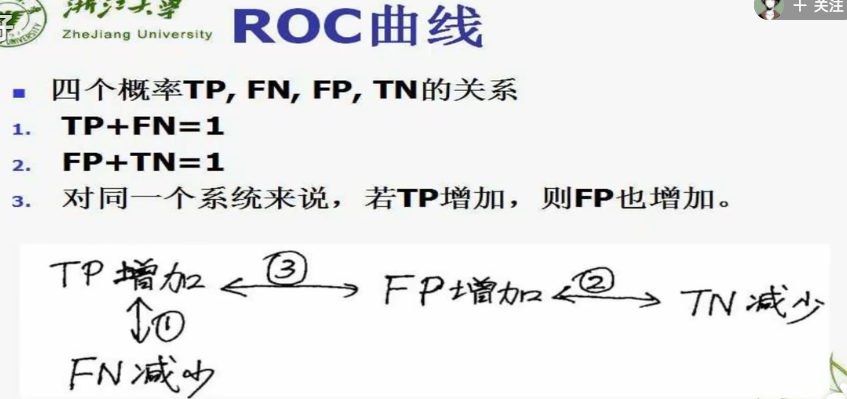 浙江大学
+ 关注
ZheJiang University
ROC曲线
四个概率TP, FN, FP, TN的关系
1. TP+FN=1
2. FP+TN=1
3. 对同一个系统来说，若TP增加，则FP也增加。
TP增加 ③ FP增加 ② TN减少
①
FN减少